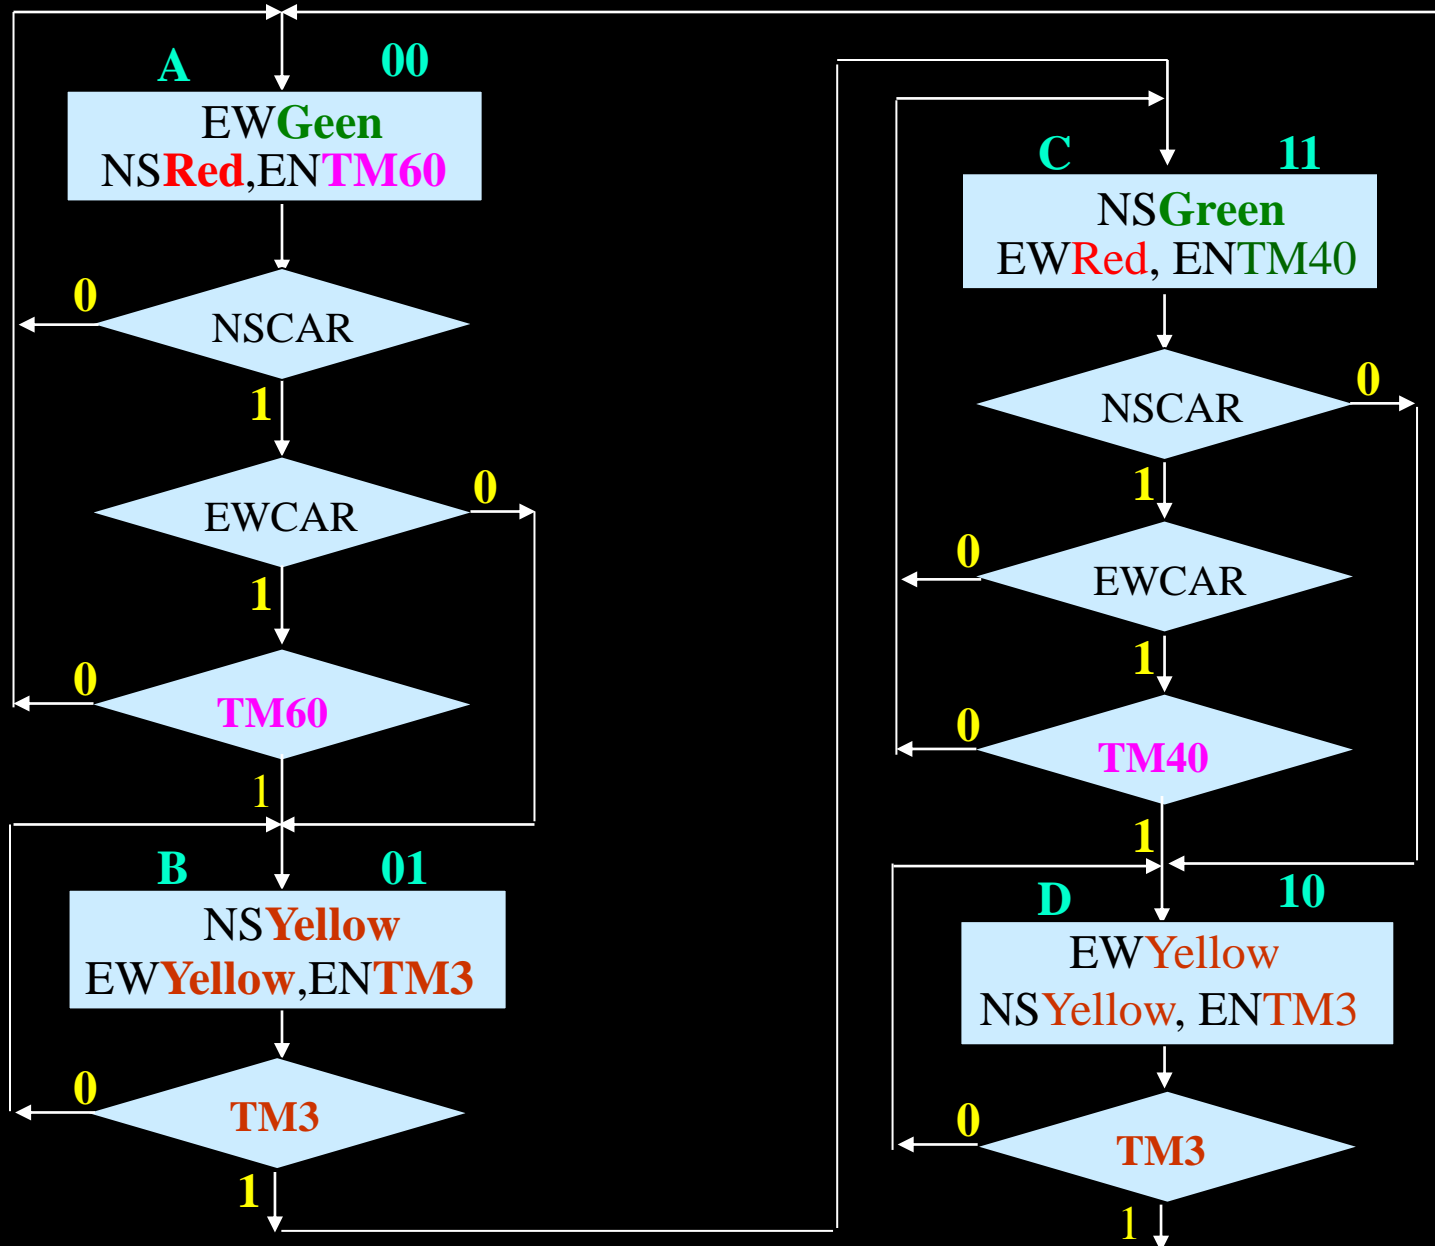 A 00
EWGeen
NSRed,ENTM60
0
NSCAR
1
0
EWCAR
1
0
TM60
1
B 01
NSYellow
EWYellow,ENTM3
0
TM3
1
C 11
NSGreen
EWRed, ENTM40
0
NSCAR
1
0
EWCAR
1
0
TM40
1
D 10
EWYellow
NSYellow, ENTM3
0
TM3
1